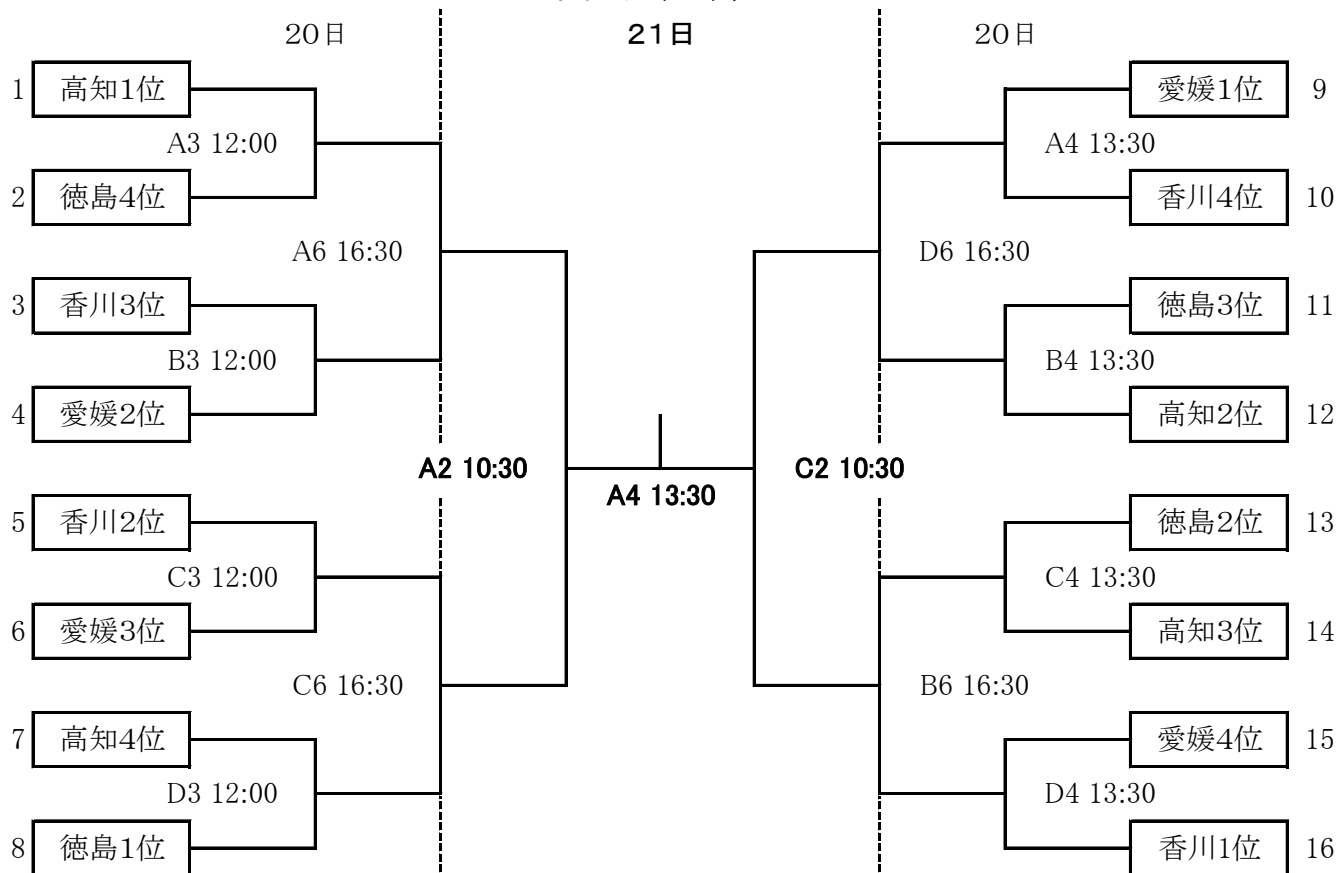 20日 21日 20日
1 高知1位 愛媛1位 9
A3 12:00 A4 13:30
2 徳島4位 香川4位 10
A6 16:30 D6 16:30
3 香川3位 徳島3位 11
B3 12:00 B4 13:30
4 愛媛2位 高知2位 12
A2 10:30 C2 10:30
A4 13:30
5 香川2位 徳島2位 13
C3 12:00 C4 13:30
6 愛媛3位 高知3位 14
C6 16:30 B6 16:30
7 高知4位 愛媛4位 15
D3 12:00 D4 13:30
8 徳島1位 香川1位 16